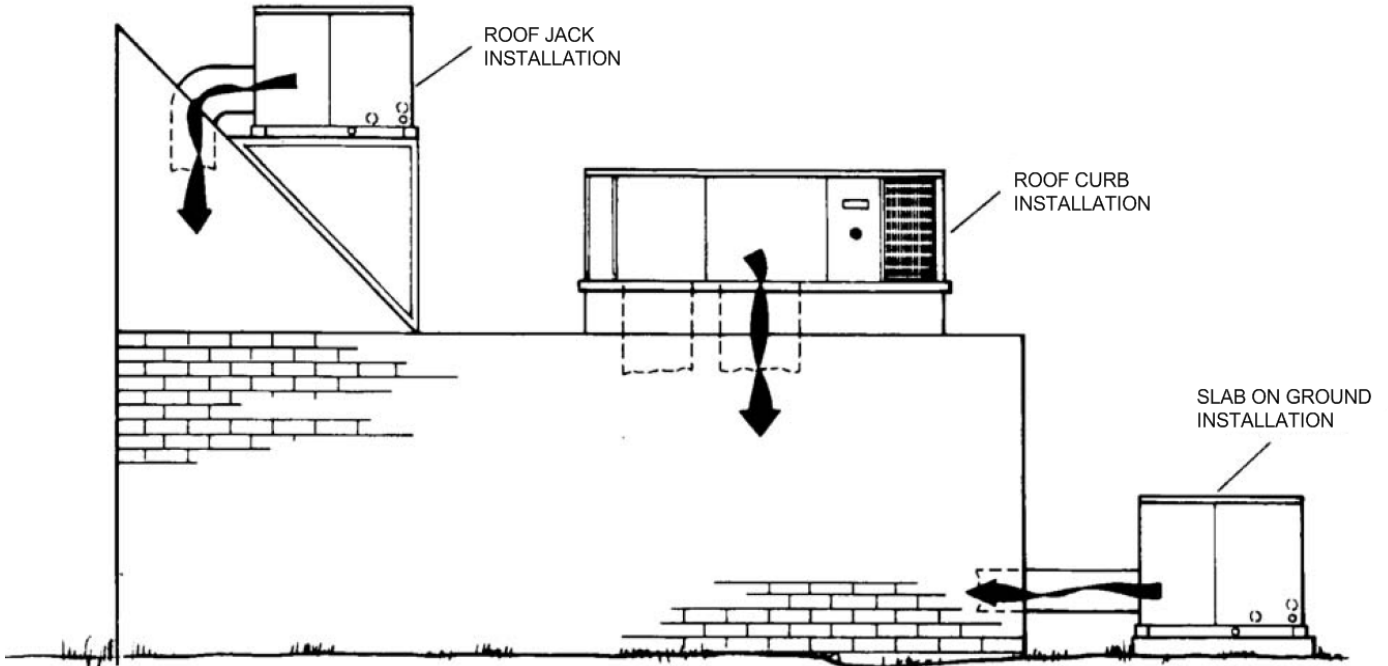 ROOF JACK
INSTALLATION
ROOF CURB
INSTALLATION
SLAB ON GROUND
INSTALLATION